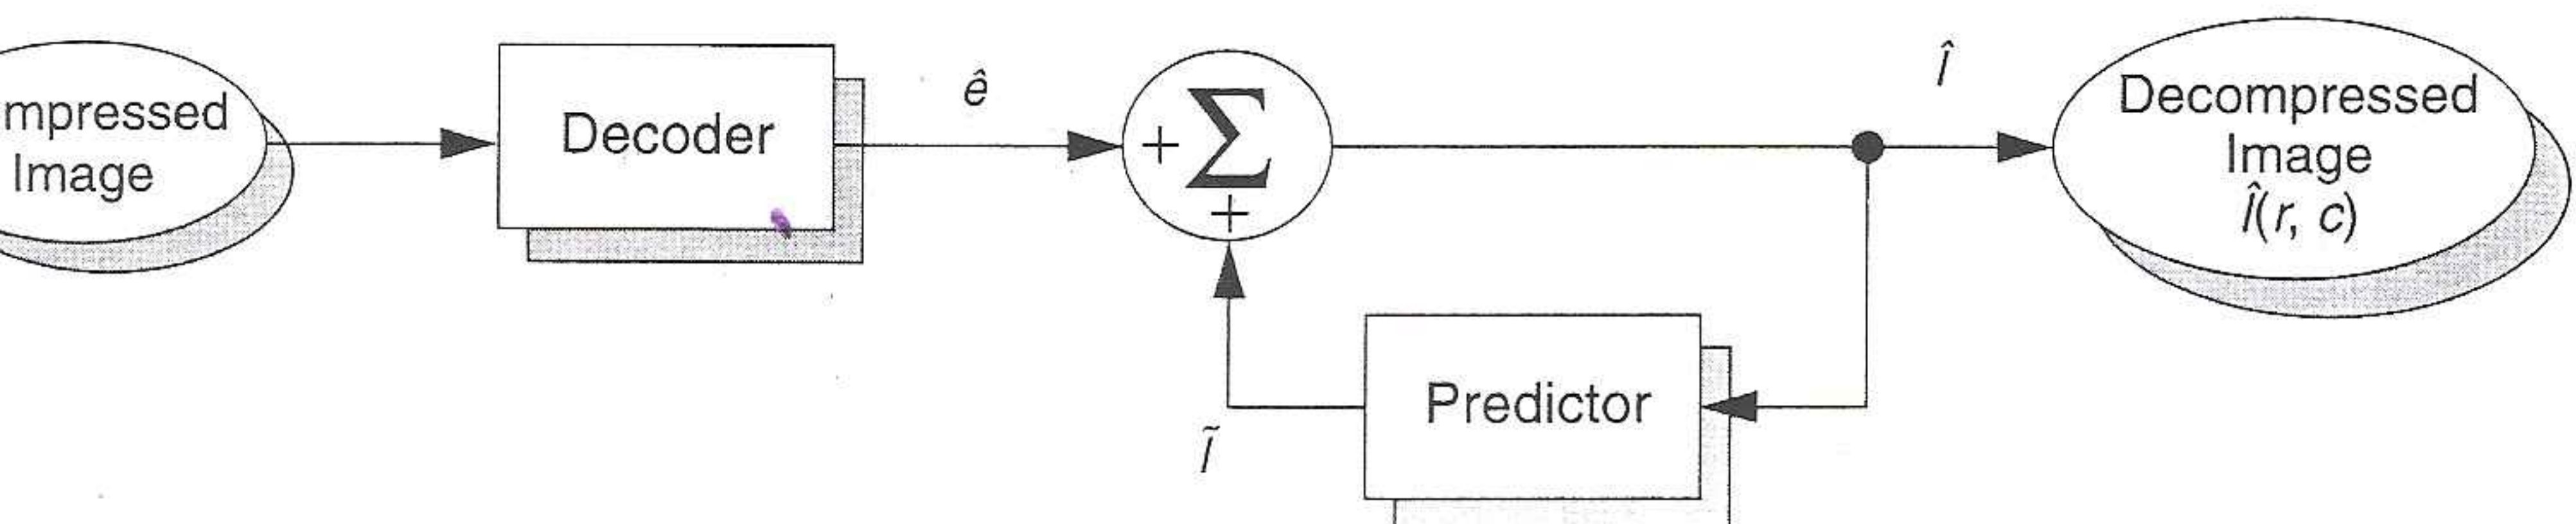 mpressed
Image
Decoder
ê
+ Σ
+
Î
Decompressed
Image
Î(r, c)
Predictor
Ĩ